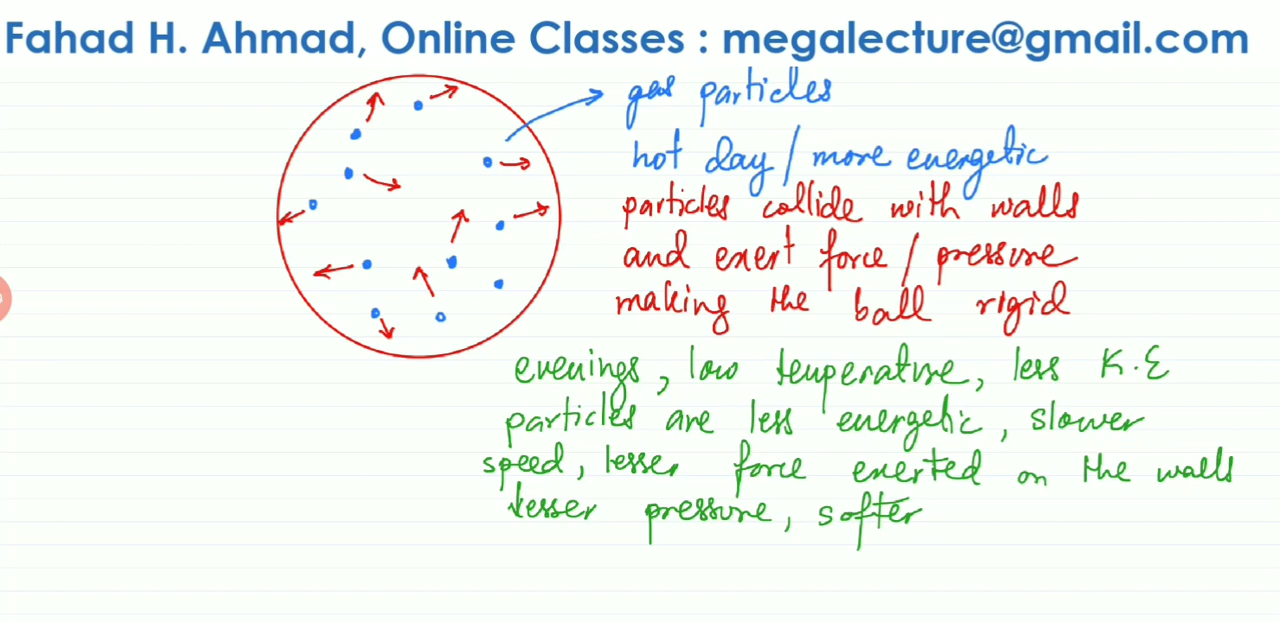 Fahad H. Ahmad, Online Classes : megalecture@gmail.com
gas particles
hot day / more energetic
particles collide with walls
and exert force / pressure
making the ball rigid
evenings, low temperature, less K.E
particles are less energetic, slower
speed, lesser force exerted on the walls
lesser pressure, softer